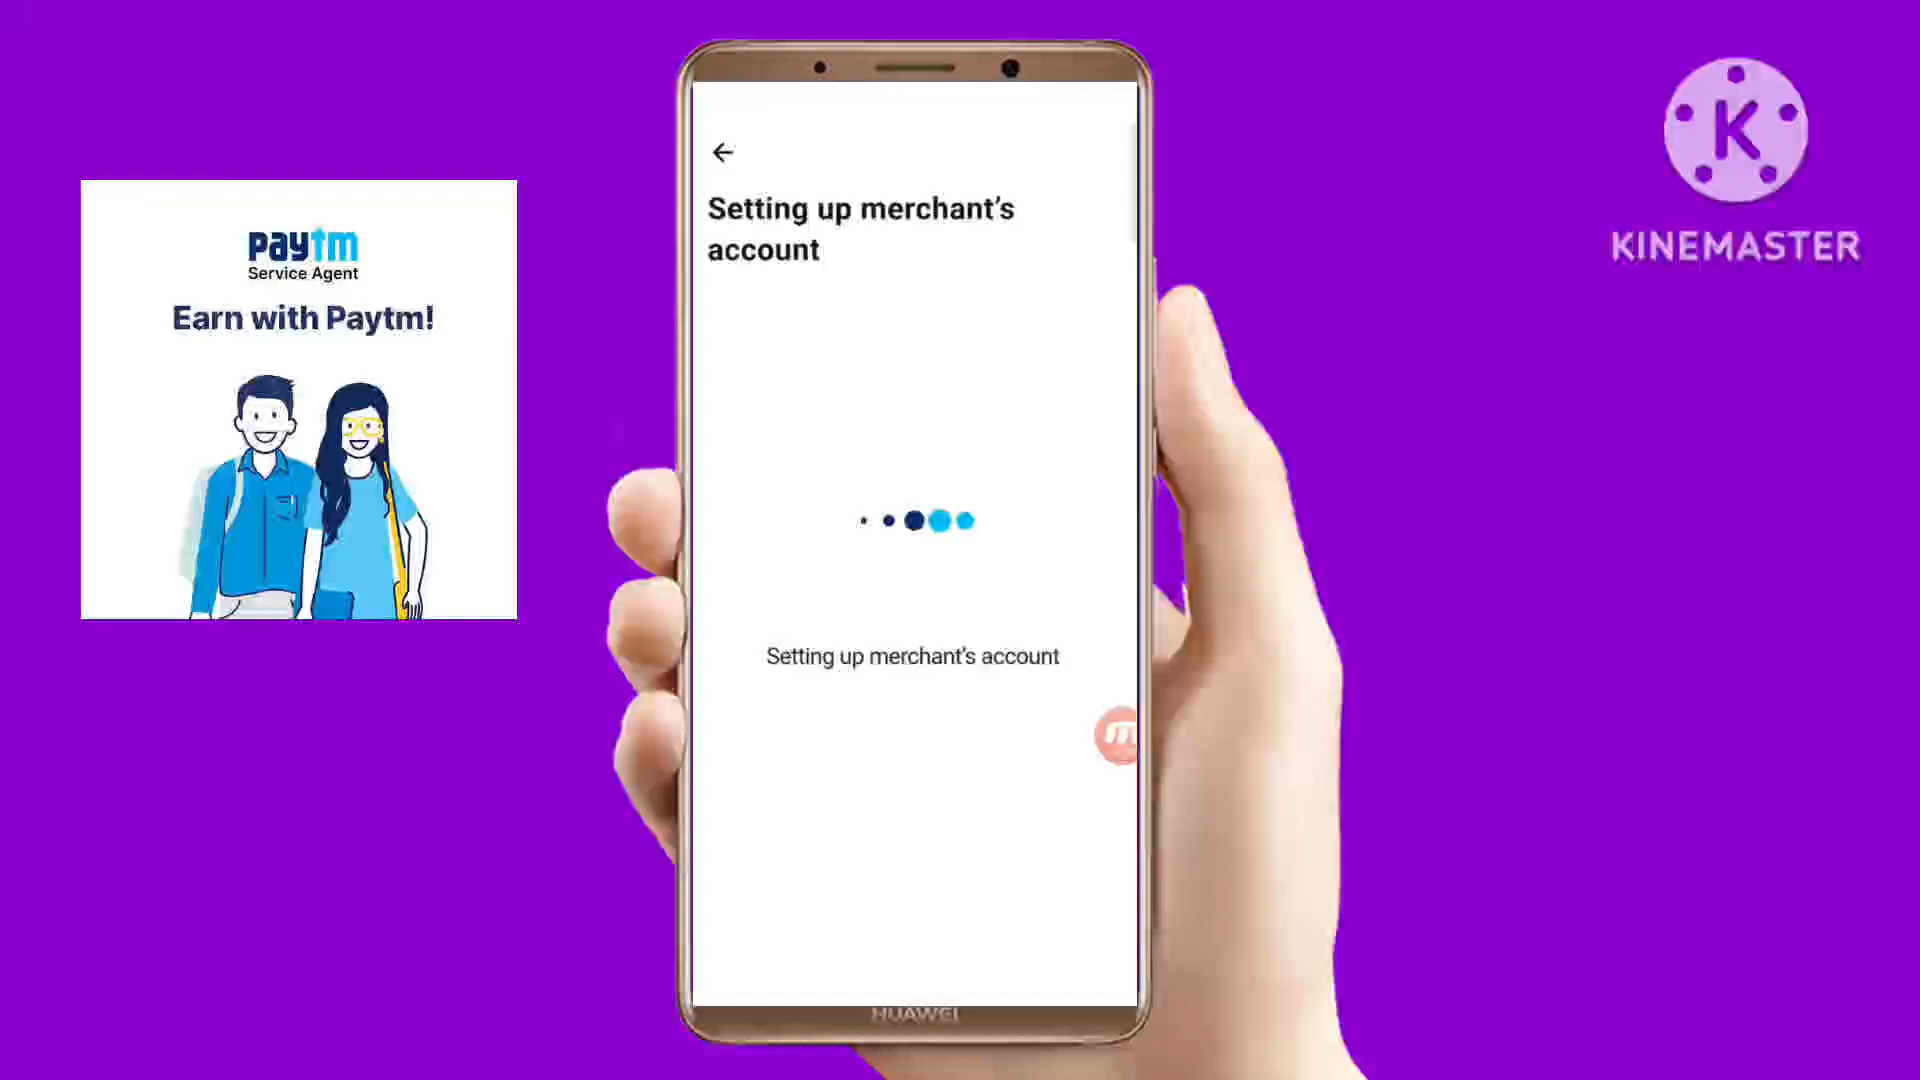 paytm
Service Agent
Earn with Paytm!
Setting up merchant's
account
Setting up merchant's account
HUAWEI
K
KINEMASTER